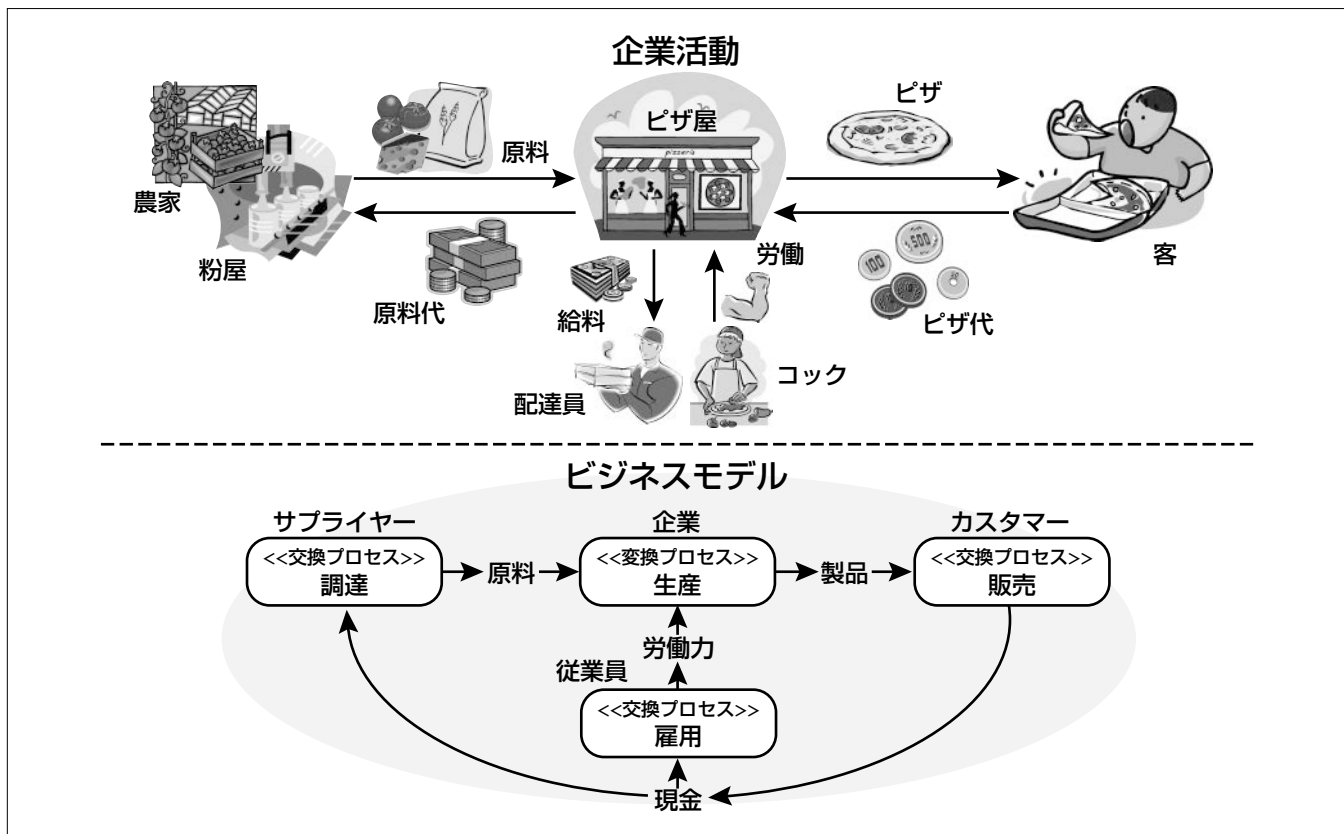 企業活動
ピザ
ピザ屋
pizzeria
原料
農家
粉屋
労働
500
100
50
客
原料代
給料
ピザ代
コック
配達員
ビジネスモデル
サプライヤー
企業
カスタマー
<<交換プロセス>>
調達
原料
<<変換プロセス>>
生産
製品
<<交換プロセス>>
販売
労働力
従業員
<<交換プロセス>>
雇用
現金